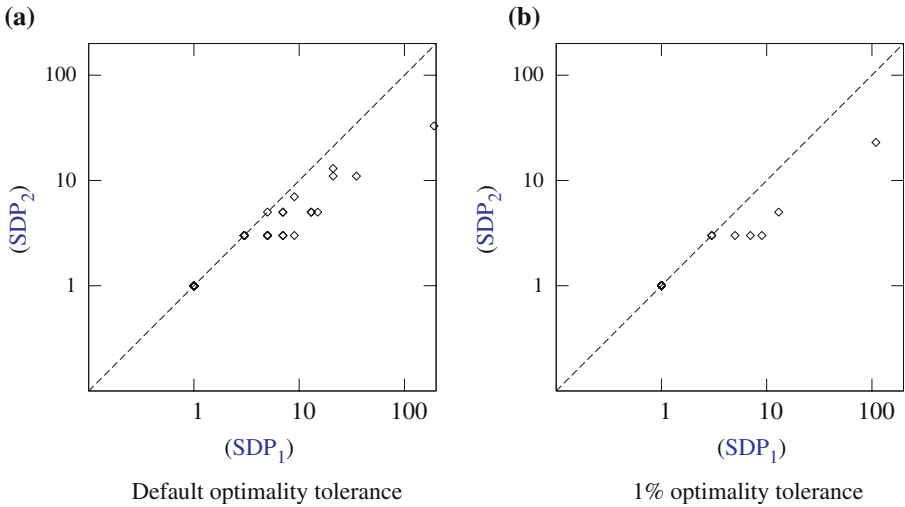 (a)
100
10
1
(SDP2)
1 10 100
(SDP1)
Default optimality tolerance
(b)
100
10
1
(SDP2)
1 10 100
(SDP1)
1% optimality tolerance